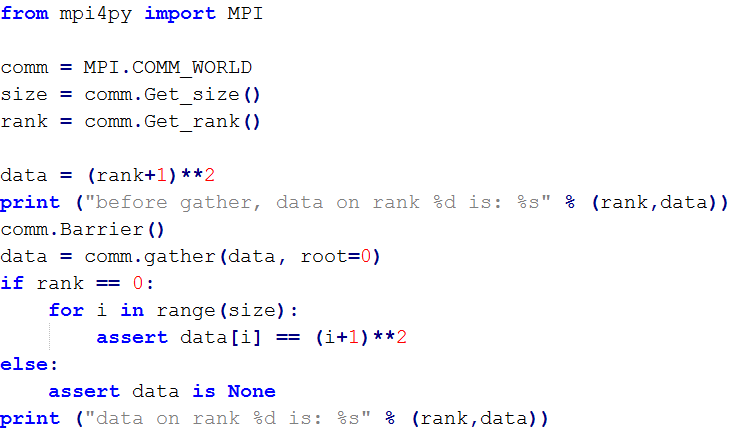 from mpi4py import MPI

comm = MPI.COMM_WORLD
size = comm.Get_size()
rank = comm.Get_rank()

data = (rank+1)**2
print ("before gather, data on rank %d is: %s" % (rank,data))
comm.Barrier()
data = comm.gather(data, root=0)
if rank == 0:
    for i in range(size):
        assert data[i] == (i+1)**2
else:
    assert data is None
print ("data on rank %d is: %s" % (rank,data))